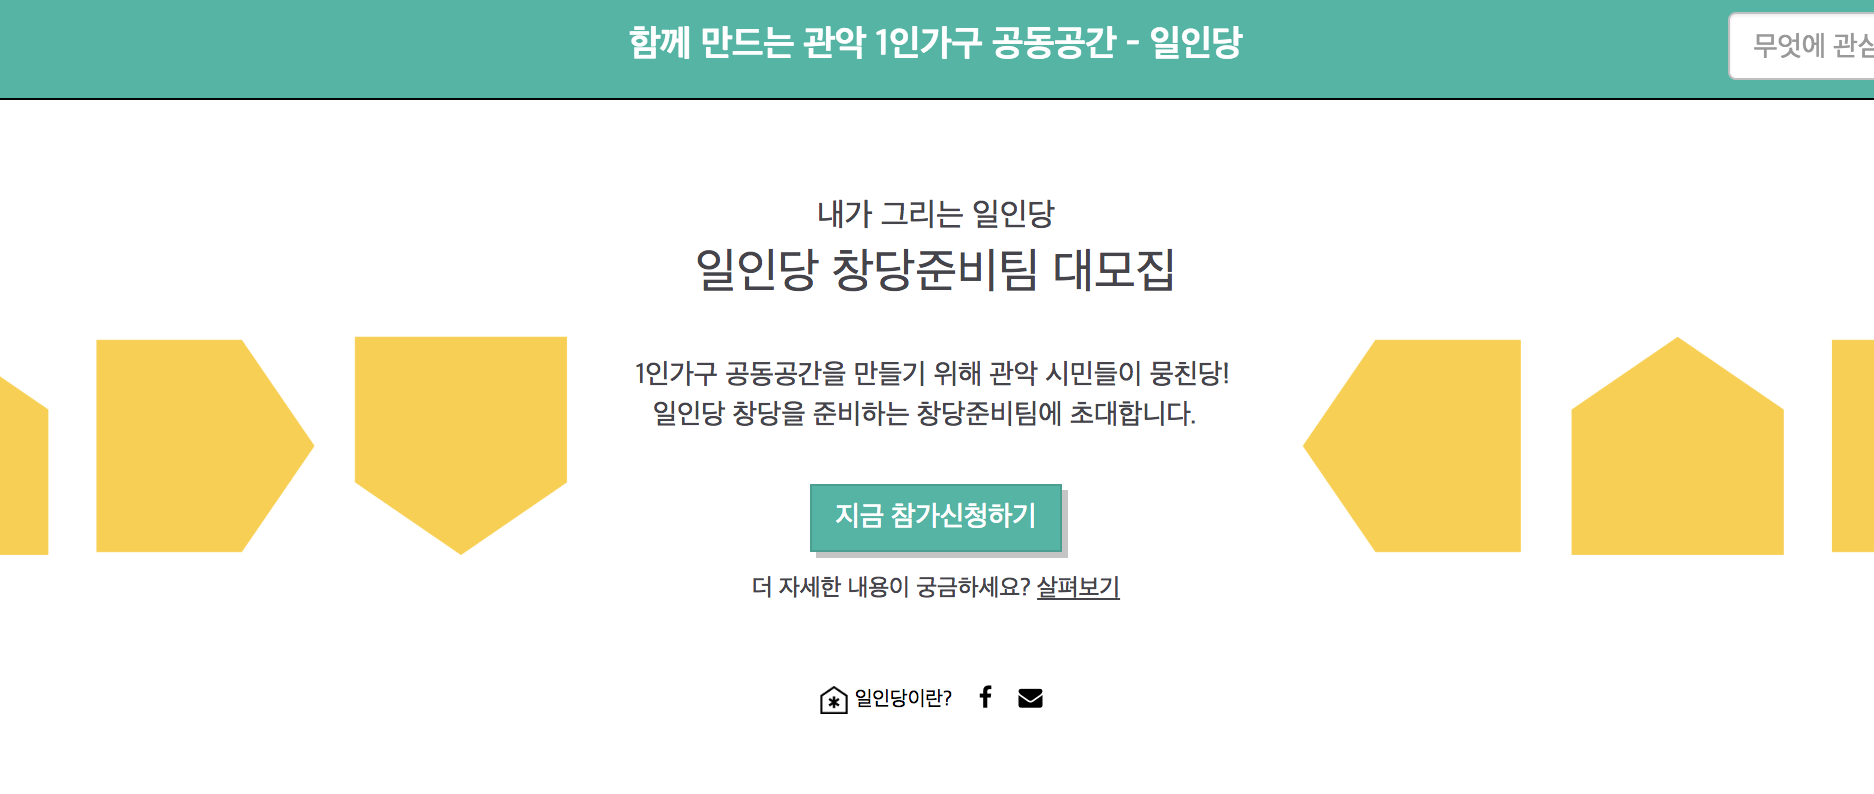 함께 만드는 관악 1인가구 공동공간 - 일인당
무엇에 관심
내가 그리는 일인당
일인당 창당준비팀 대모집
1인가구 공동공간을 만들기 위해 관악 시민들이 뭉친당!
일인당 창당을 준비하는 창당준비팀에 초대합니다.
지금 참가신청하기
더 자세한 내용이 궁금하세요? 살펴보기
일인당이란?